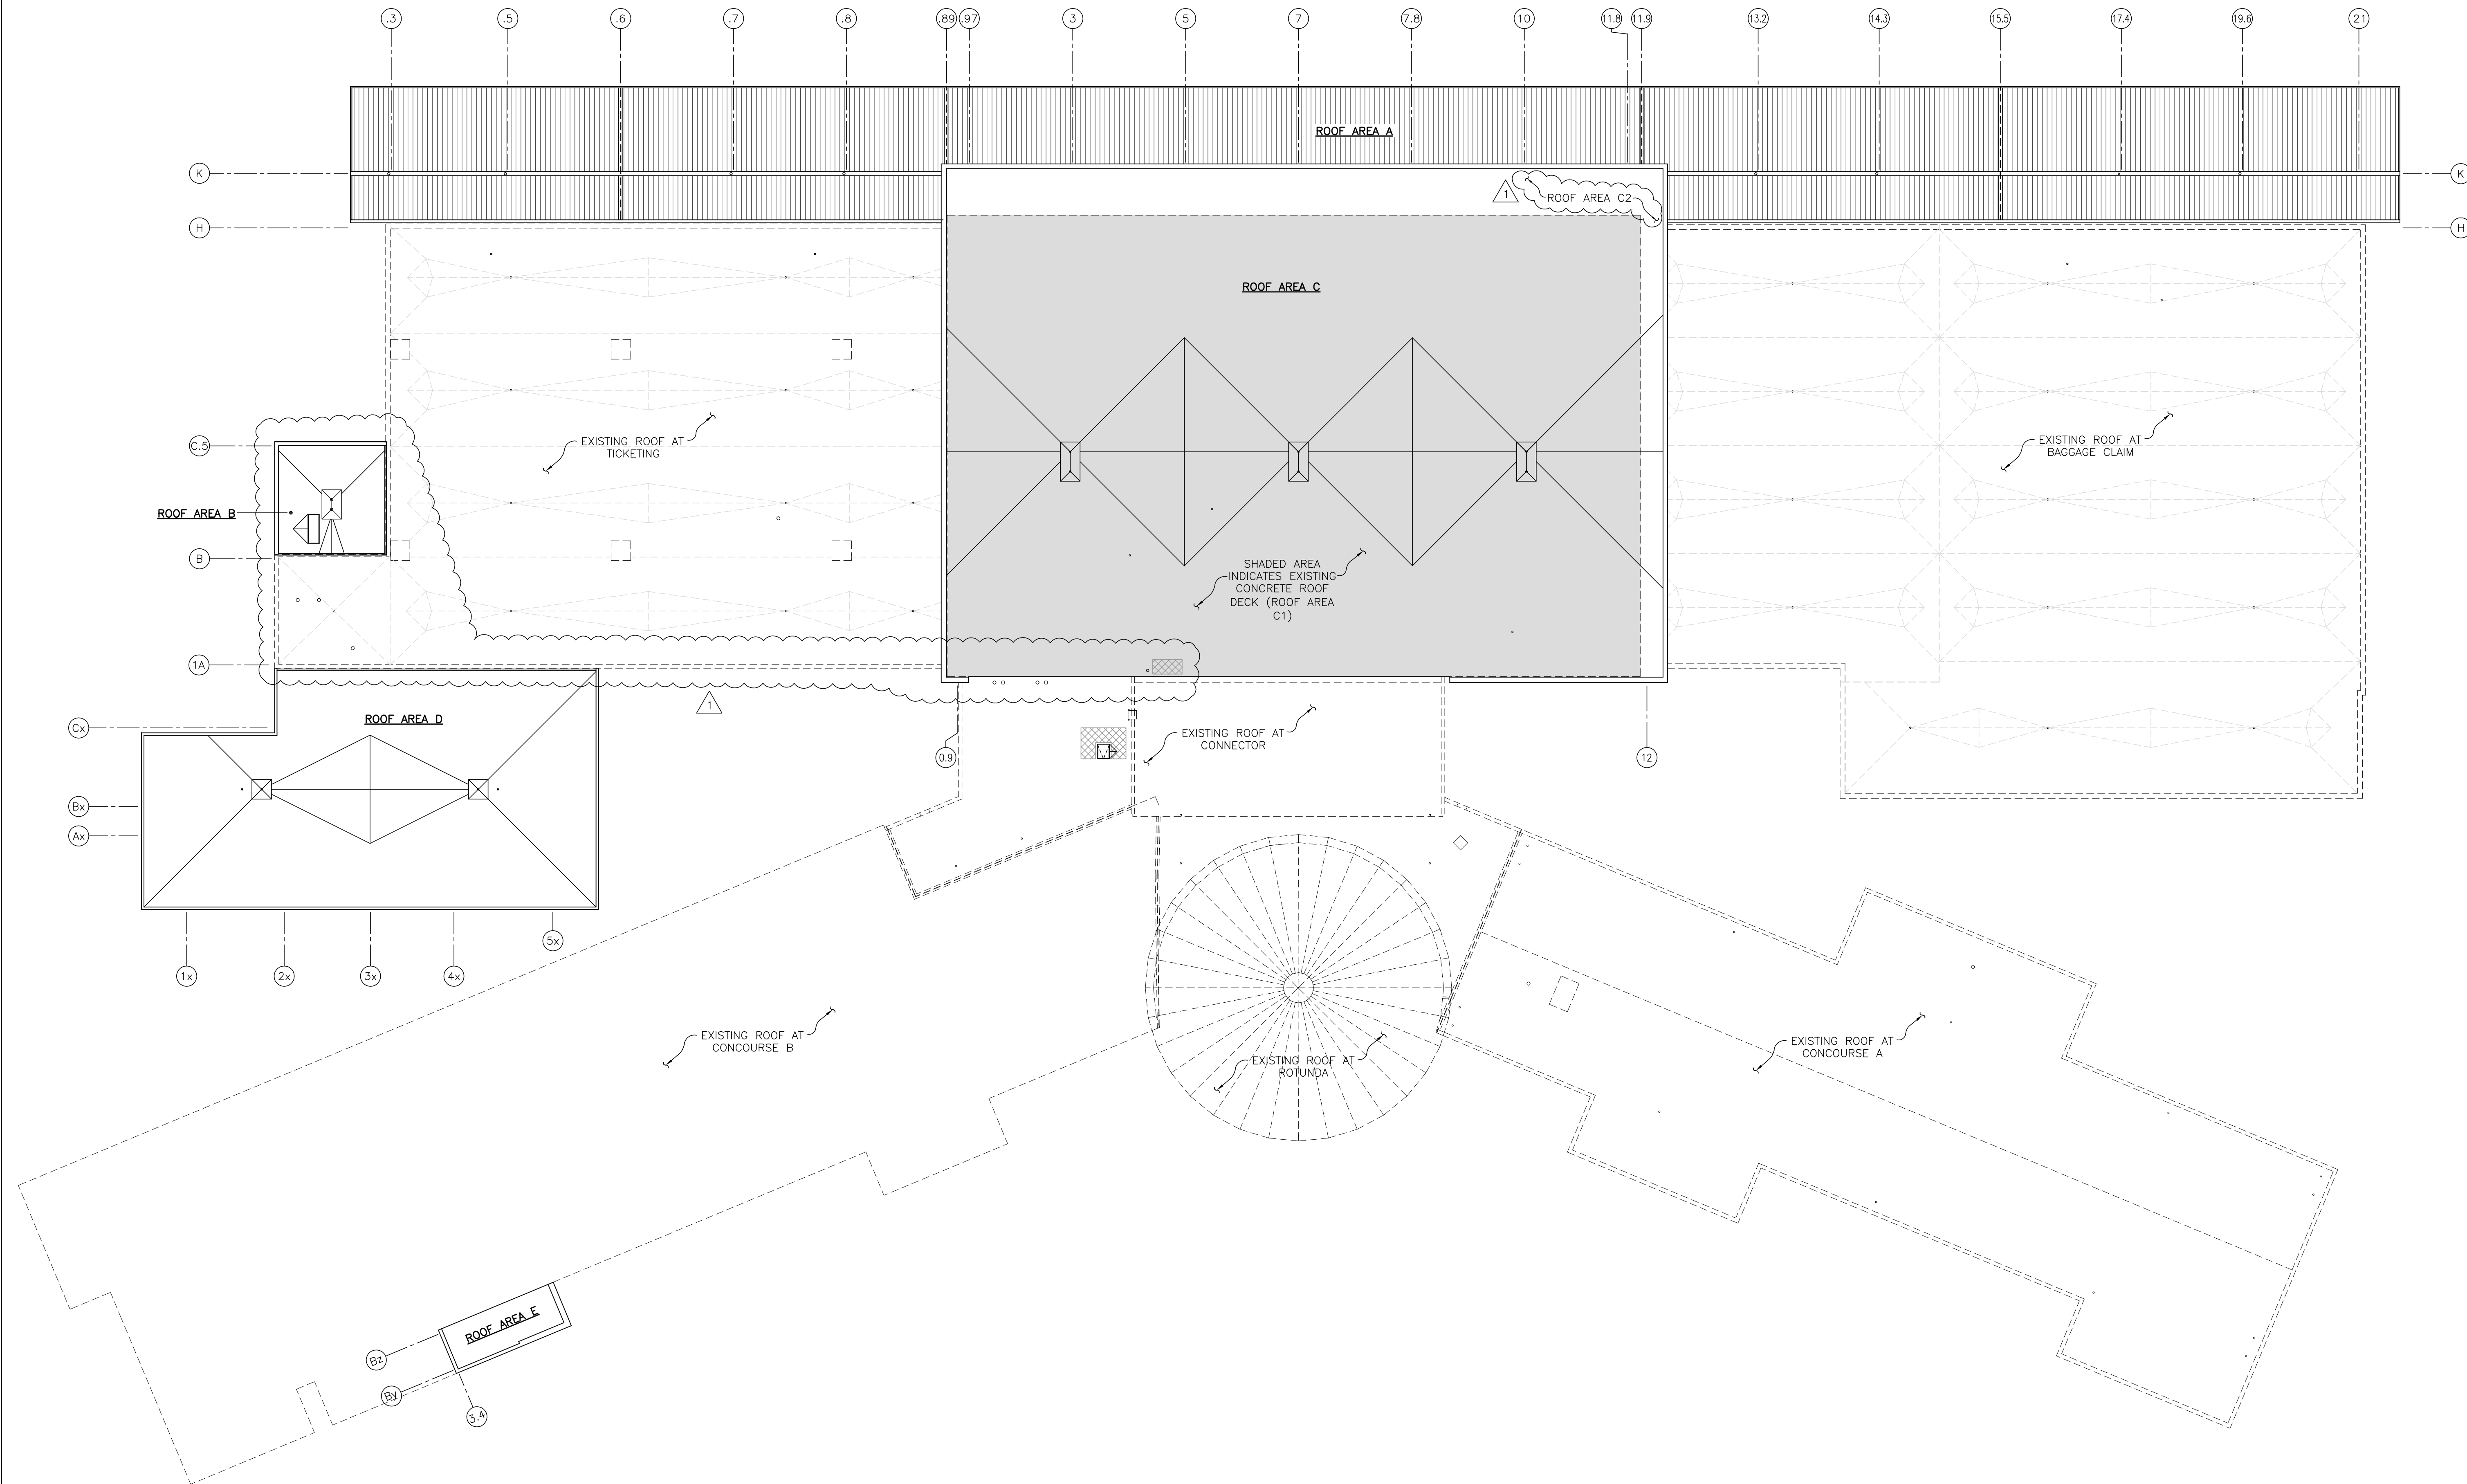 .3
.5
.6
.7
.8
.89
.97
3
5
7
7.8
10
11.8
11.9
13.2
14.3
15.5
17.4
19.6
21
ROOF AREA A
K
K
1
ROOF AREA C2
H
H
ROOF AREA C
C.5
EXISTING ROOF AT
TICKETING
EXISTING ROOF AT
BAGGAGE CLAIM
ROOF AREA B
B
SHADED AREA
INDICATES EXISTING
CONCRETE ROOF
DECK (ROOF AREA
C1)
1A
1
ROOF AREA D
Cx
EXISTING ROOF AT
CONNECTOR
0.9
12
Bx
Ax
5x
1x
2x
3x
4x
EXISTING ROOF AT
CONCOURSE B
EXISTING ROOF AT
ROTUNDA
EXISTING ROOF AT
CONCOURSE A
ROOF AREA E
Bz
By
3.4